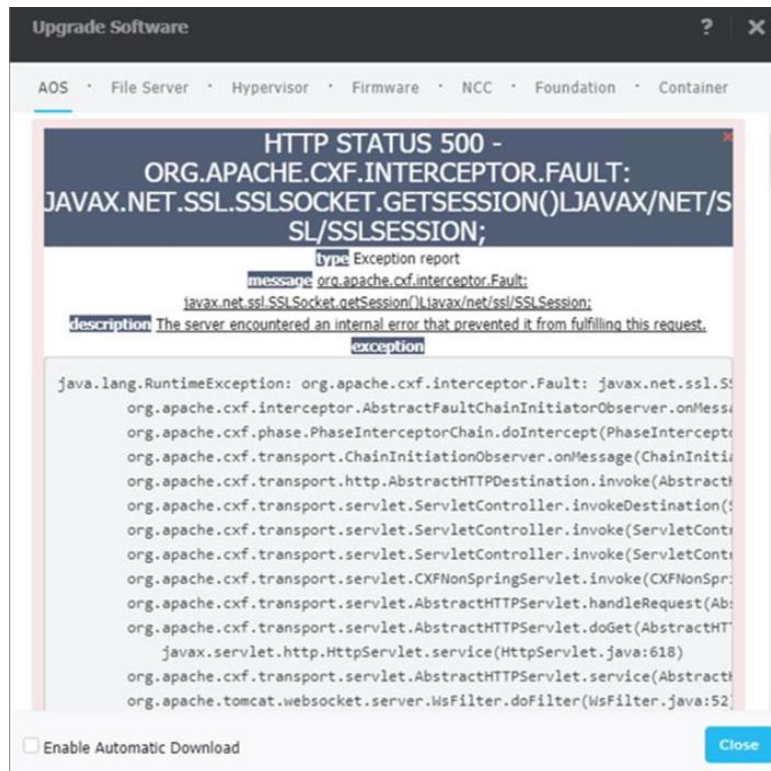 Upgrade Software ? ×
AOS · File Server · Hypervisor · Firmware · NCC · Foundation · Container
HTTP STATUS 500 -
ORG.APACHE.CXF.INTERCEPTOR.FAULT:
JAVAX.NET.SSL.SSLSOCKET.GETSESSION()LJAVAX/NET/S
SL/SSLSESSION;
type Exception report
message org.apache.cxf.interceptor.Fault:
javax.net.ssl.SSLSocket.getSession()Ljavax/net/ssl/SSLSession;
description The server encountered an internal error that prevented it from fulfilling this request.
exception
java.lang.RuntimeException: org.apache.cxf.interceptor.Fault: javax.net.ssl.SS
org.apache.cxf.interceptor.AbstractFaultChainInitiatorObserver.onMessa
org.apache.cxf.phase.PhaseInterceptorChain.doIntercept(PhaseIntercepto
org.apache.cxf.transport.ChainInitiationObserver.onMessage(ChainInitia
org.apache.cxf.transport.http.AbstractHTTPDestination.invoke(AbstractH
org.apache.cxf.transport.servlet.ServletController.invokeDestination(S
org.apache.cxf.transport.servlet.ServletController.invoke(ServletContr
org.apache.cxf.transport.servlet.ServletController.invoke(ServletContr
org.apache.cxf.transport.servlet.CXFNonSpringServlet.invoke(CXFNonSpri
org.apache.cxf.transport.servlet.AbstractHTTPServlet.handleRequest(Abs
org.apache.cxf.transport.servlet.AbstractHTTPServlet.doGet(AbstractHTT
javax.servlet.http.HttpServlet.service(HttpServlet.java:618)
org.apache.cxf.transport.servlet.AbstractHTTPServlet.service(AbstractH
org.apache.tomcat.websocket.server.WsFilter.doFilter(WsFilter.java:52)
Enable Automatic Download
Close